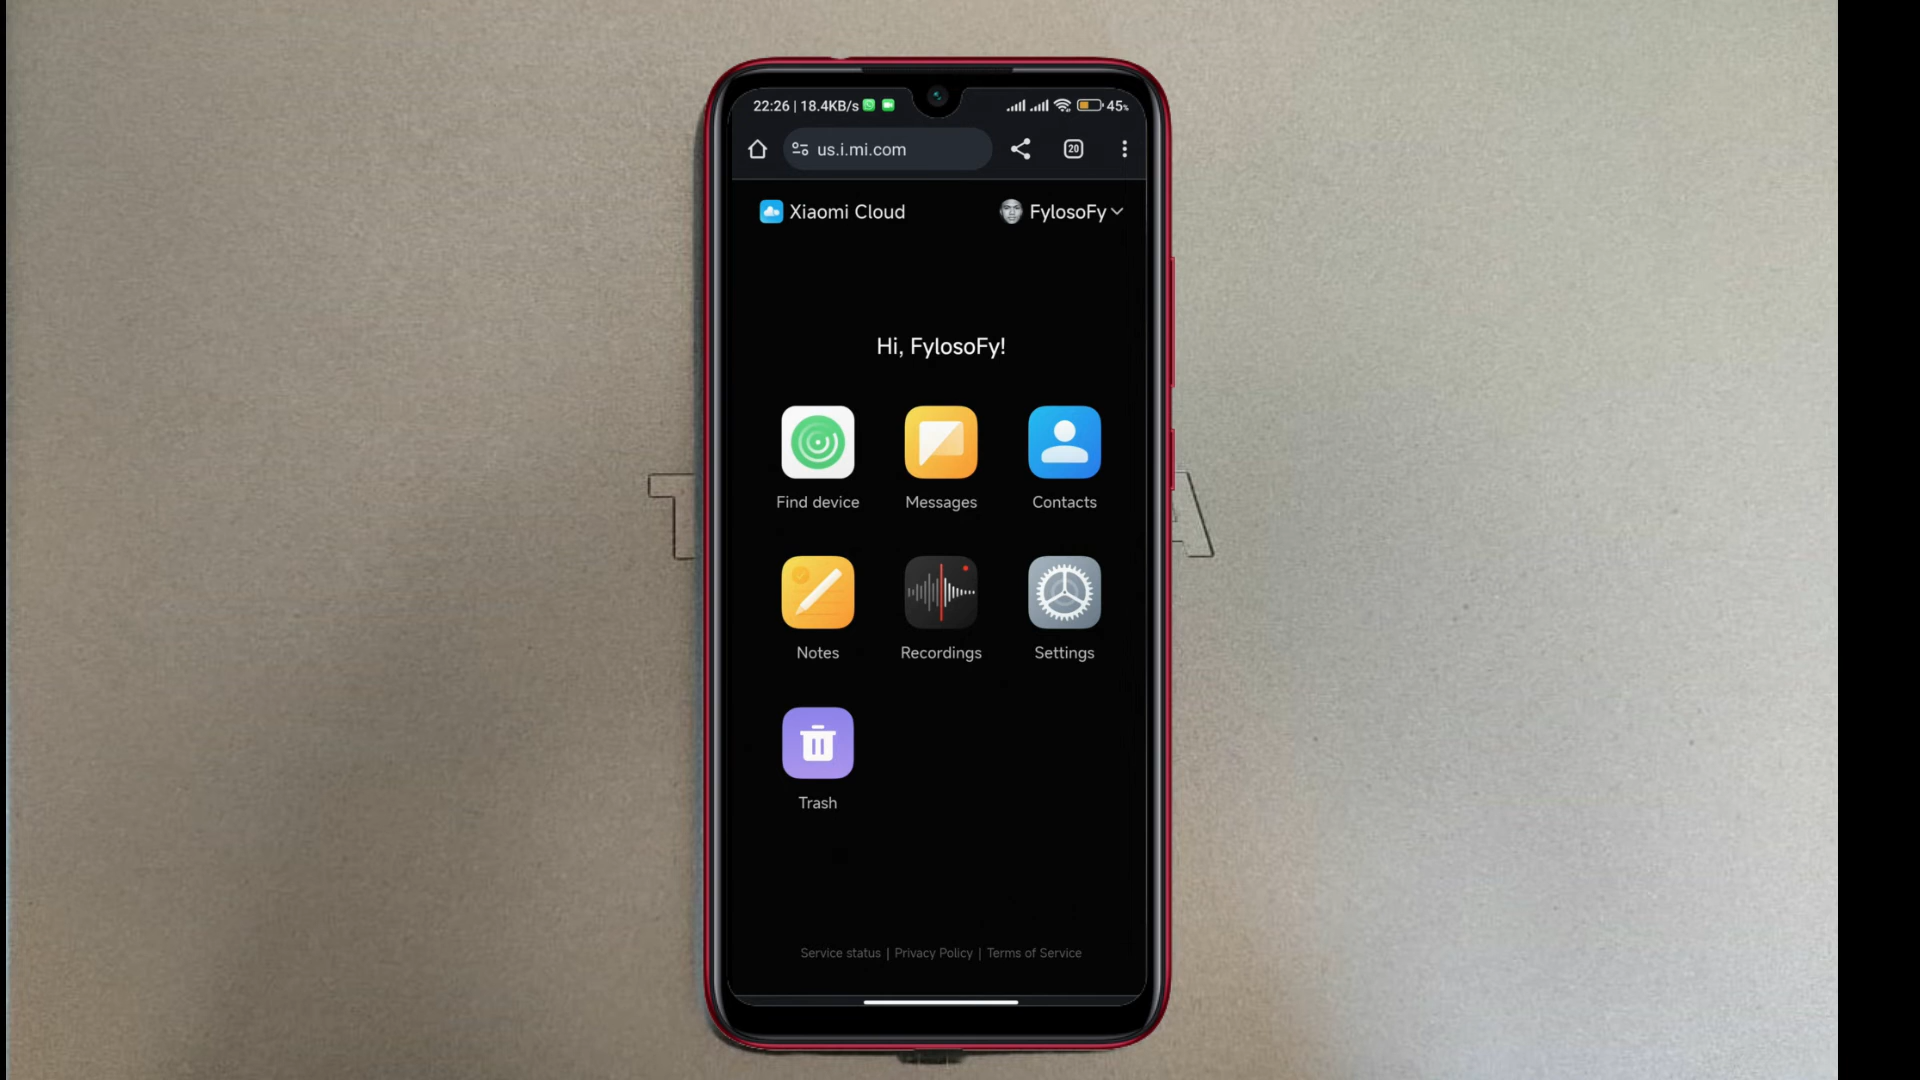 22:26 | 18.4KB/s 45%
us.i.mi.com 20
Xiaomi Cloud FylosoFy
Hi, FylosoFy!
Find device Messages Contacts
Notes Recordings Settings
Trash
Service status | Privacy Policy | Terms of Service